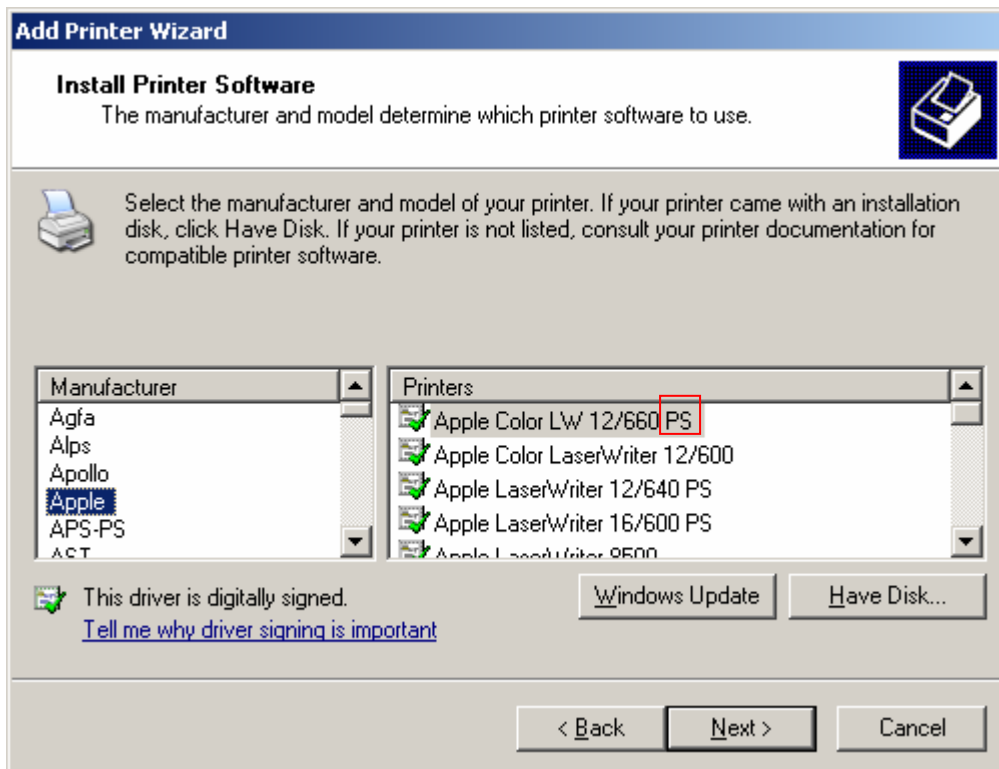 Add Printer Wizard
Install Printer Software
The manufacturer and model determine which printer software to use.
Select the manufacturer and model of your printer. If your printer came with an installation
disk, click Have Disk. If your printer is not listed, consult your printer documentation for
compatible printer software.
Manufacturer
Agfa
Alps
Apollo
Apple
APS-PS
AST
Printers
Apple Color LW 12/660 PS
Apple Color LaserWriter 12/600
Apple LaserWriter 12/640 PS
Apple LaserWriter 16/600 PS
Apple LaserWriter 8500
This driver is digitally signed.
Tell me why driver signing is important
Windows Update
Have Disk...
< Back
Next >
Cancel